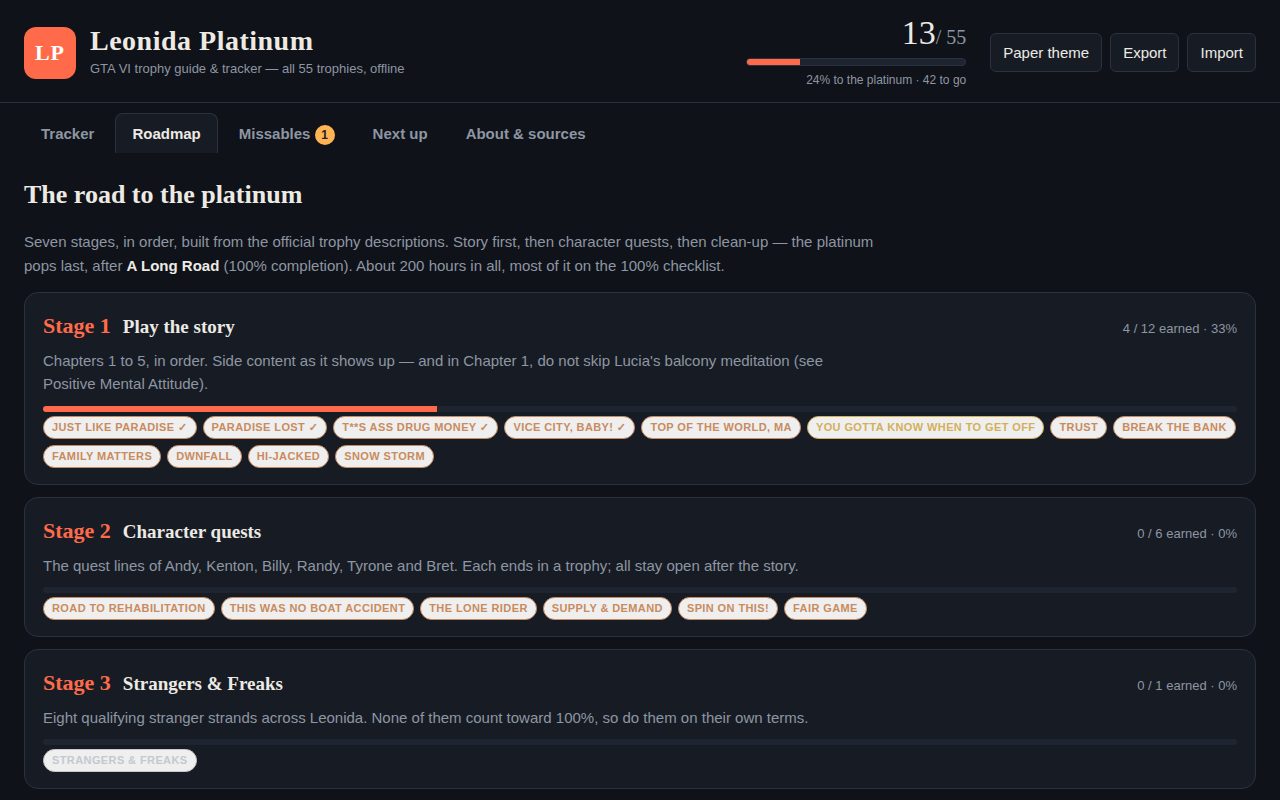 LP
Leonida Platinum
GTA VI trophy guide & tracker — all 55 trophies, offline
13/ 55
24% to the platinum · 42 to go
Paper theme
Export
Import
Tracker
Roadmap
Missables 1
Next up
About & sources
The road to the platinum
Seven stages, in order, built from the official trophy descriptions. Story first, then character quests, then clean-up — the platinum
pops last, after A Long Road (100% completion). About 200 hours in all, most of it on the 100% checklist.
Stage 1 Play the story
4 / 12 earned · 33%
Chapters 1 to 5, in order. Side content as it shows up — and in Chapter 1, do not skip Lucia's balcony meditation (see
Positive Mental Attitude).
JUST LIKE PARADISE ✓ PARADISE LOST ✓ T**S ASS DRUG MONEY ✓ VICE CITY, BABY! ✓ TOP OF THE WORLD, MA YOU GOTTA KNOW WHEN TO GET OFF TRUST BREAK THE BANK
FAMILY MATTERS DWNFALL HI-JACKED SNOW STORM
Stage 2 Character quests
0 / 6 earned · 0%
The quest lines of Andy, Kenton, Billy, Randy, Tyrone and Bret. Each ends in a trophy; all stay open after the story.
ROAD TO REHABILITATION THIS WAS NO BOAT ACCIDENT THE LONE RIDER SUPPLY & DEMAND SPIN ON THIS! FAIR GAME
Stage 3 Strangers & Freaks
0 / 1 earned · 0%
Eight qualifying stranger strands across Leonida. None of them count toward 100%, so do them on their own terms.
STRANGERS & FREAKS